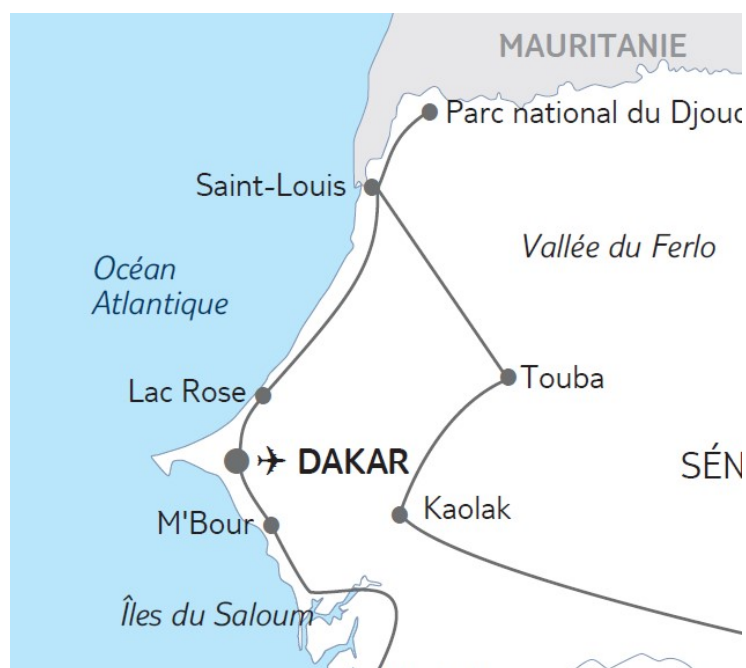 MAURITANIE
Parc national du Djoud
Saint-Louis
Vallée du Ferlo
Océan
Atlantique
Lac Rose
Touba
DAKAR
SÉN
Kaolak
M'Bour
Îles du Saloum